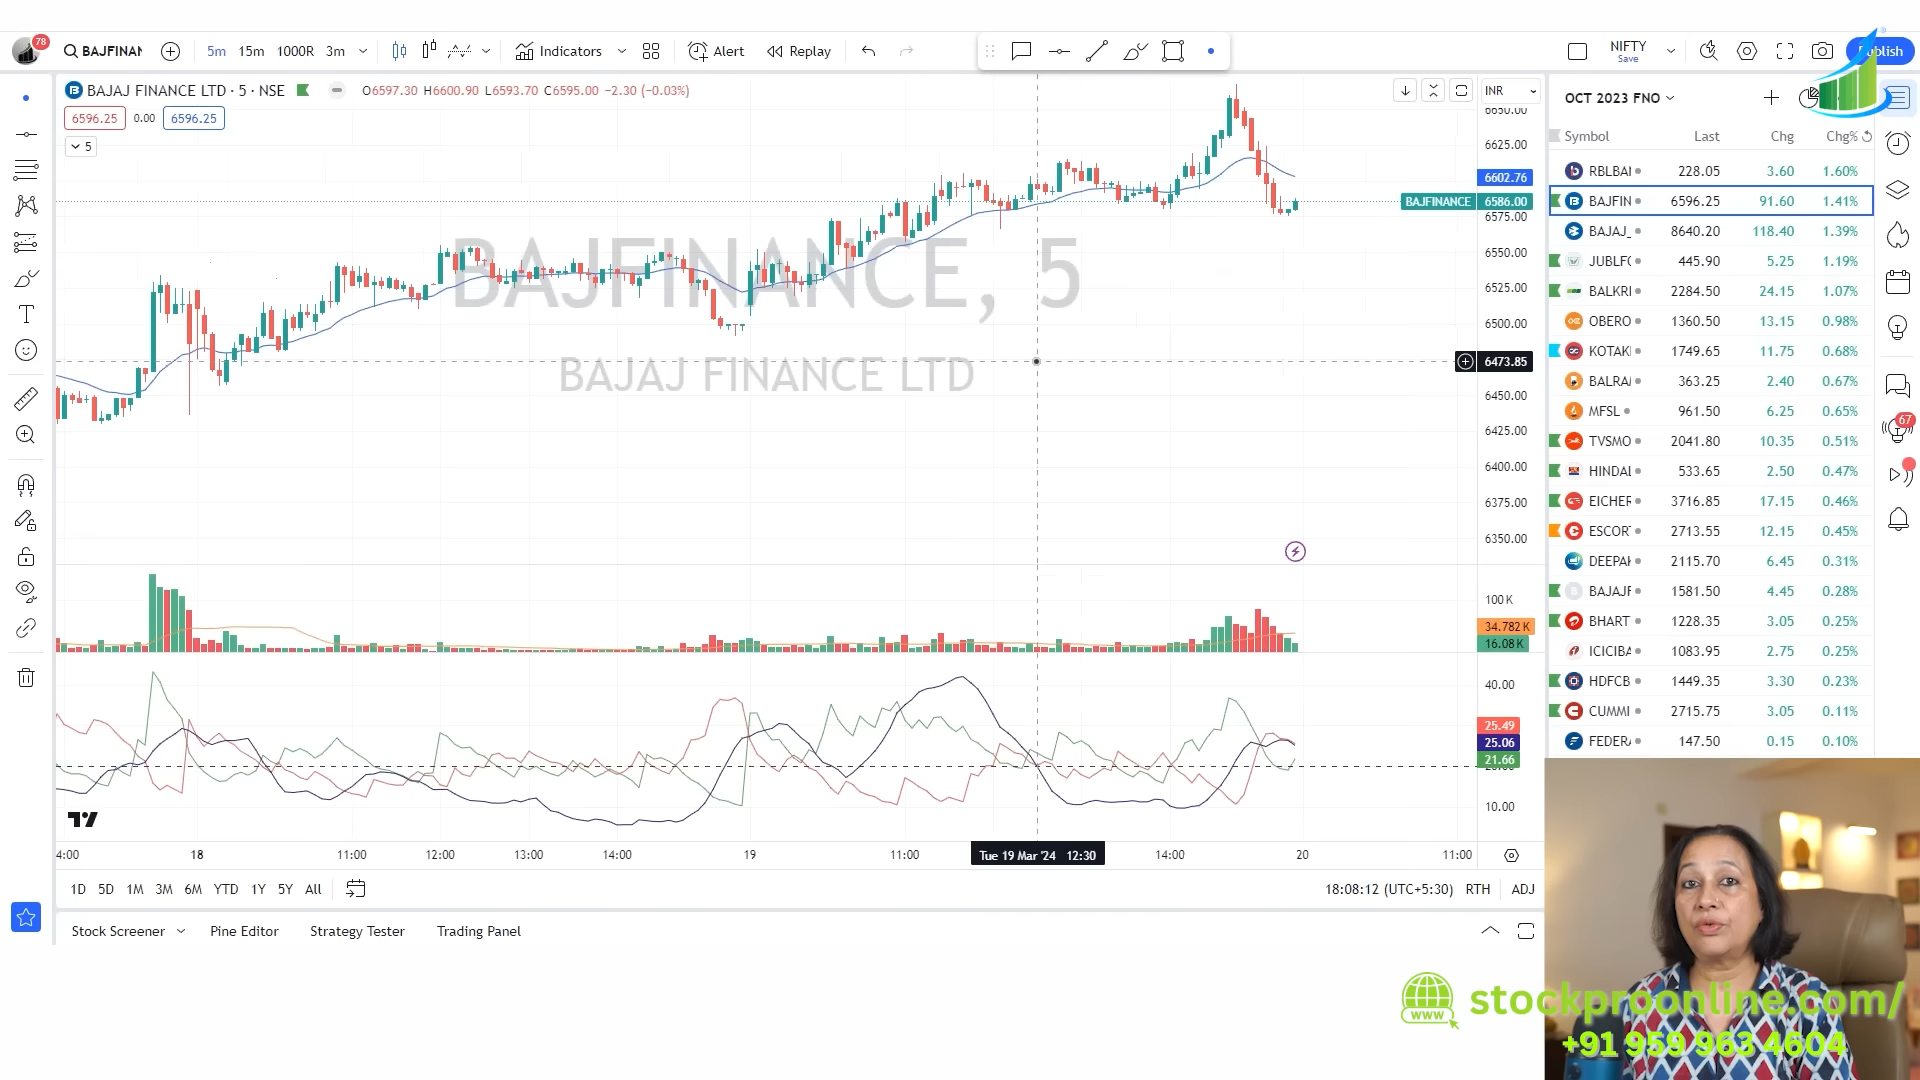 78
BAJFINAN
5m 15m 1000R 3m
Indicators
Alert
Replay
NIFTY
Save
Publish
BAJAJ FINANCE LTD · 5 · NSE
O6597.30 H6600.90 L6593.70 C6595.00 −2.30 (−0.03%)
6596.25 0.00 6596.25
5
INR
6650.00
6625.00
6602.76
BAJFINANCE 6586.00
6575.00
6550.00
6525.00
6500.00
6473.85
6450.00
6425.00
6400.00
6375.00
6350.00
BAJFINANCE, 5
BAJAJ FINANCE LTD
100 K
34.782 K
16.08 K
40.00
25.49
25.06
21.66
10.00
4:00 18 11:00 12:00 13:00 14:00 19 11:00 Tue 19 Mar '24 12:30 14:00 20 11:00
1D 5D 1M 3M 6M YTD 1Y 5Y All
18:08:12 (UTC+5:30) RTH ADJ
Stock Screener Pine Editor Strategy Tester Trading Panel
OCT 2023 FNO
Symbol Last Chg Chg%
RBLBAI 228.05 3.60 1.60%
BAJFIN 6596.25 91.60 1.41%
BAJAJ_ 8640.20 118.40 1.39%
JUBLFO 445.90 5.25 1.19%
BALKRI 2284.50 24.15 1.07%
OBERO 1360.50 13.15 0.98%
KOTAKI 1749.65 11.75 0.68%
BALRA 363.25 2.40 0.67%
MFSL 961.50 6.25 0.65%
TVSMO 2041.80 10.35 0.51%
HINDAL 533.65 2.50 0.47%
EICHER 3716.85 17.15 0.46%
ESCORT 2713.55 12.15 0.45%
DEEPAK 2115.70 6.45 0.31%
BAJAJF 1581.50 4.45 0.28%
BHART 1228.35 3.05 0.25%
ICICIBA 1083.95 2.75 0.25%
HDFCB 1449.35 3.30 0.23%
CUMMI 2715.75 3.05 0.11%
FEDERA 147.50 0.15 0.10%
67
www
stockproonline.com/
+91 959 963 4604